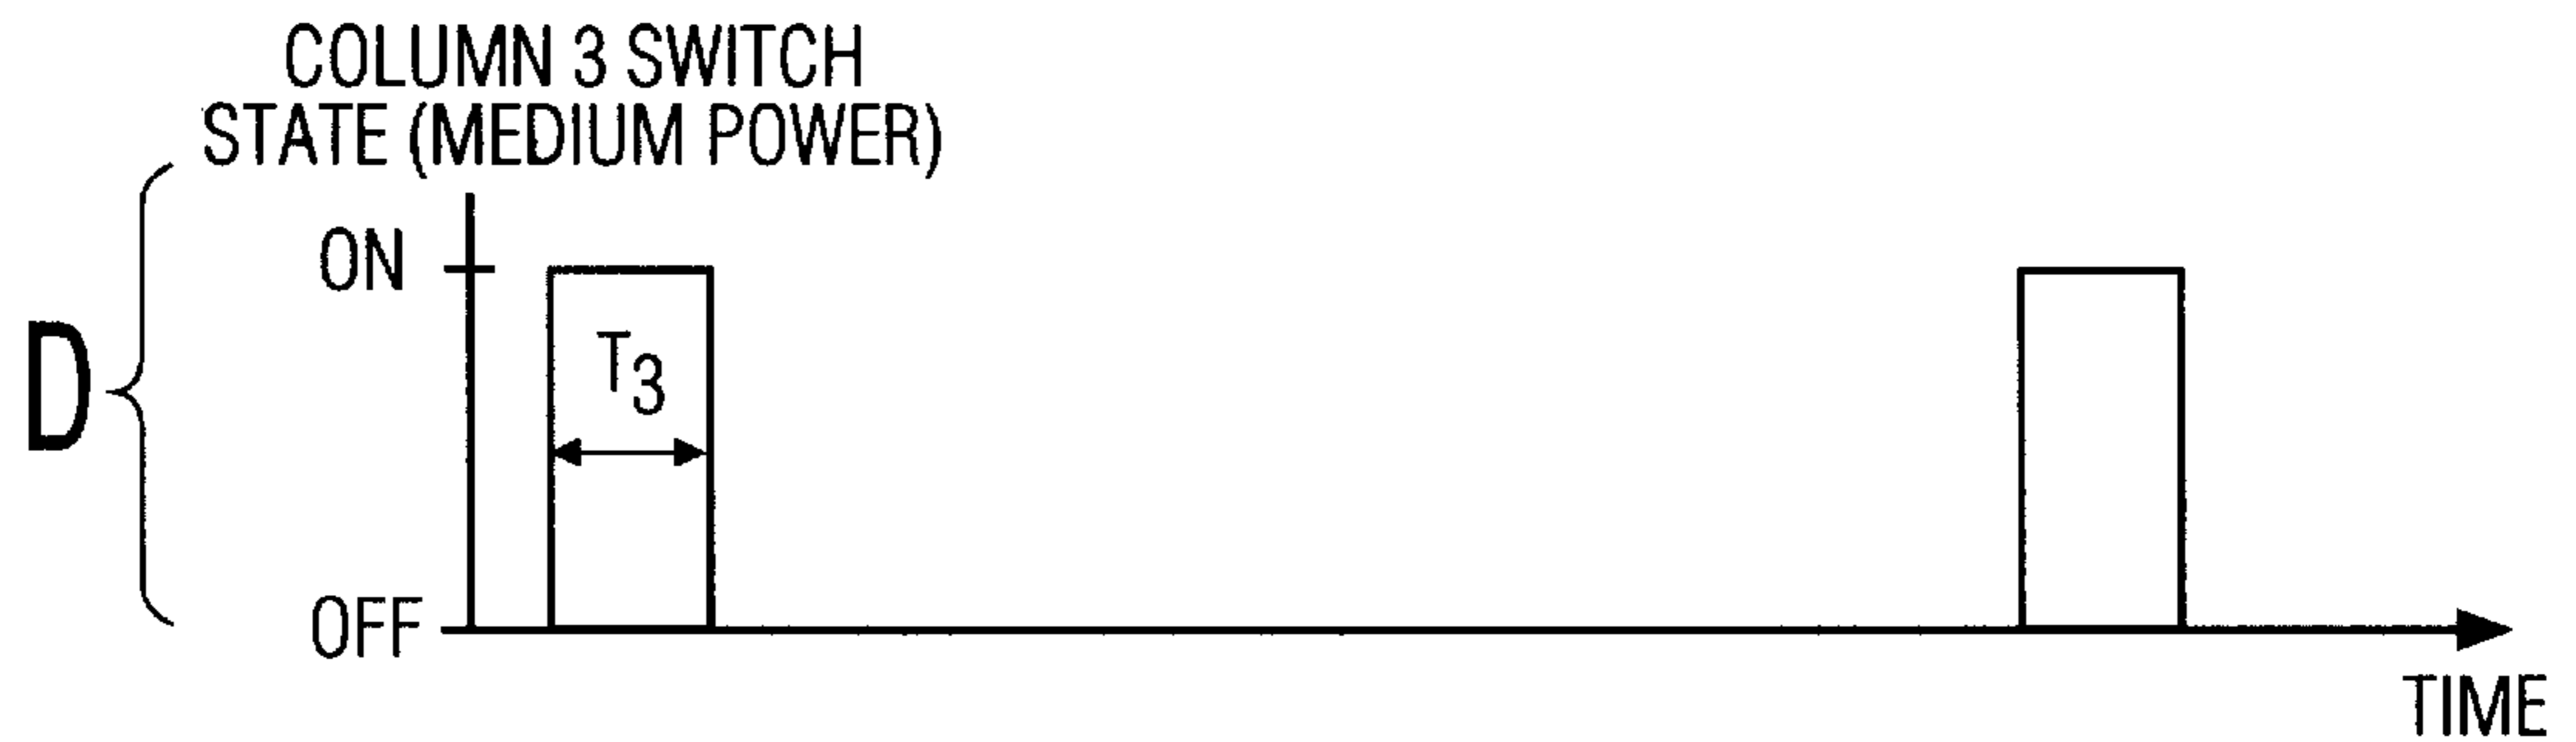 COLUMN 3 SWITCH
STATE (MEDIUM POWER)
ON
D
T3
OFF
TIME